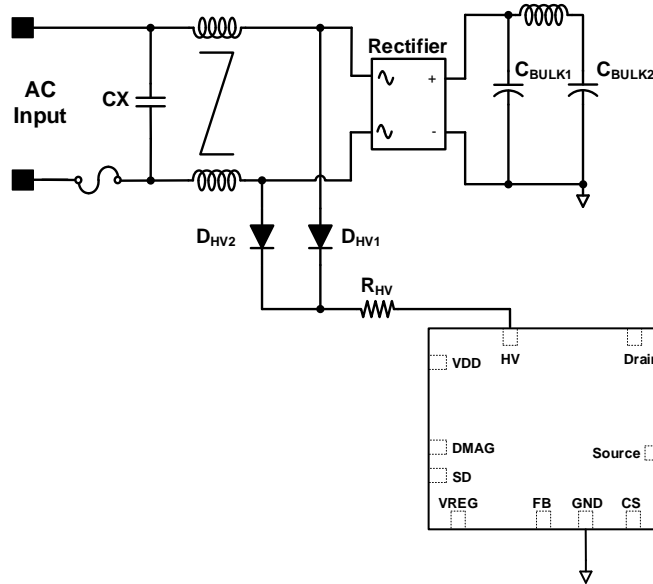 Rectifier
AC
Input
CX
+
-
CBULK1
CBULK2
DHV2
DHV1
RHV
HV
Drain
VDD
DMAG
SD
Source
VREG
FB
GND
CS